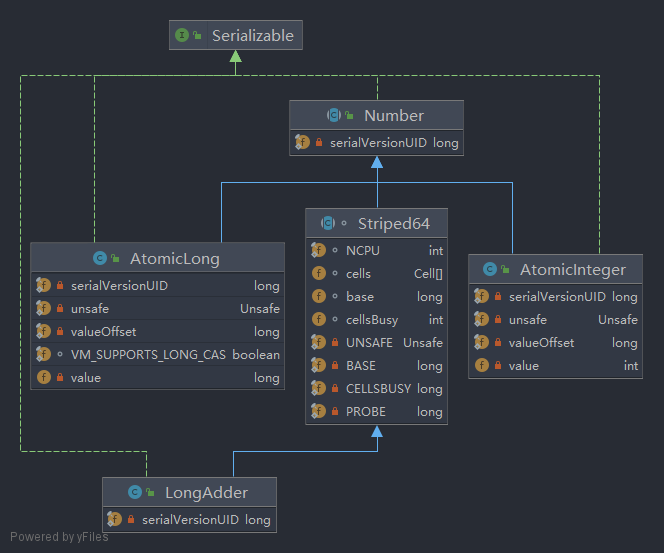 Serializable
Number
serialVersionUID long
AtomicLong
serialVersionUID long
unsafe Unsafe
valueOffset long
VM_SUPPORTS_LONG_CAS boolean
value long
Striped64
NCPU int
cells Cell[]
base long
cellsBusy int
UNSAFE Unsafe
BASE long
CELLSBUSY long
PROBE long
AtomicInteger
serialVersionUID long
unsafe Unsafe
valueOffset long
value int
LongAdder
serialVersionUID long
Powered by yFiles